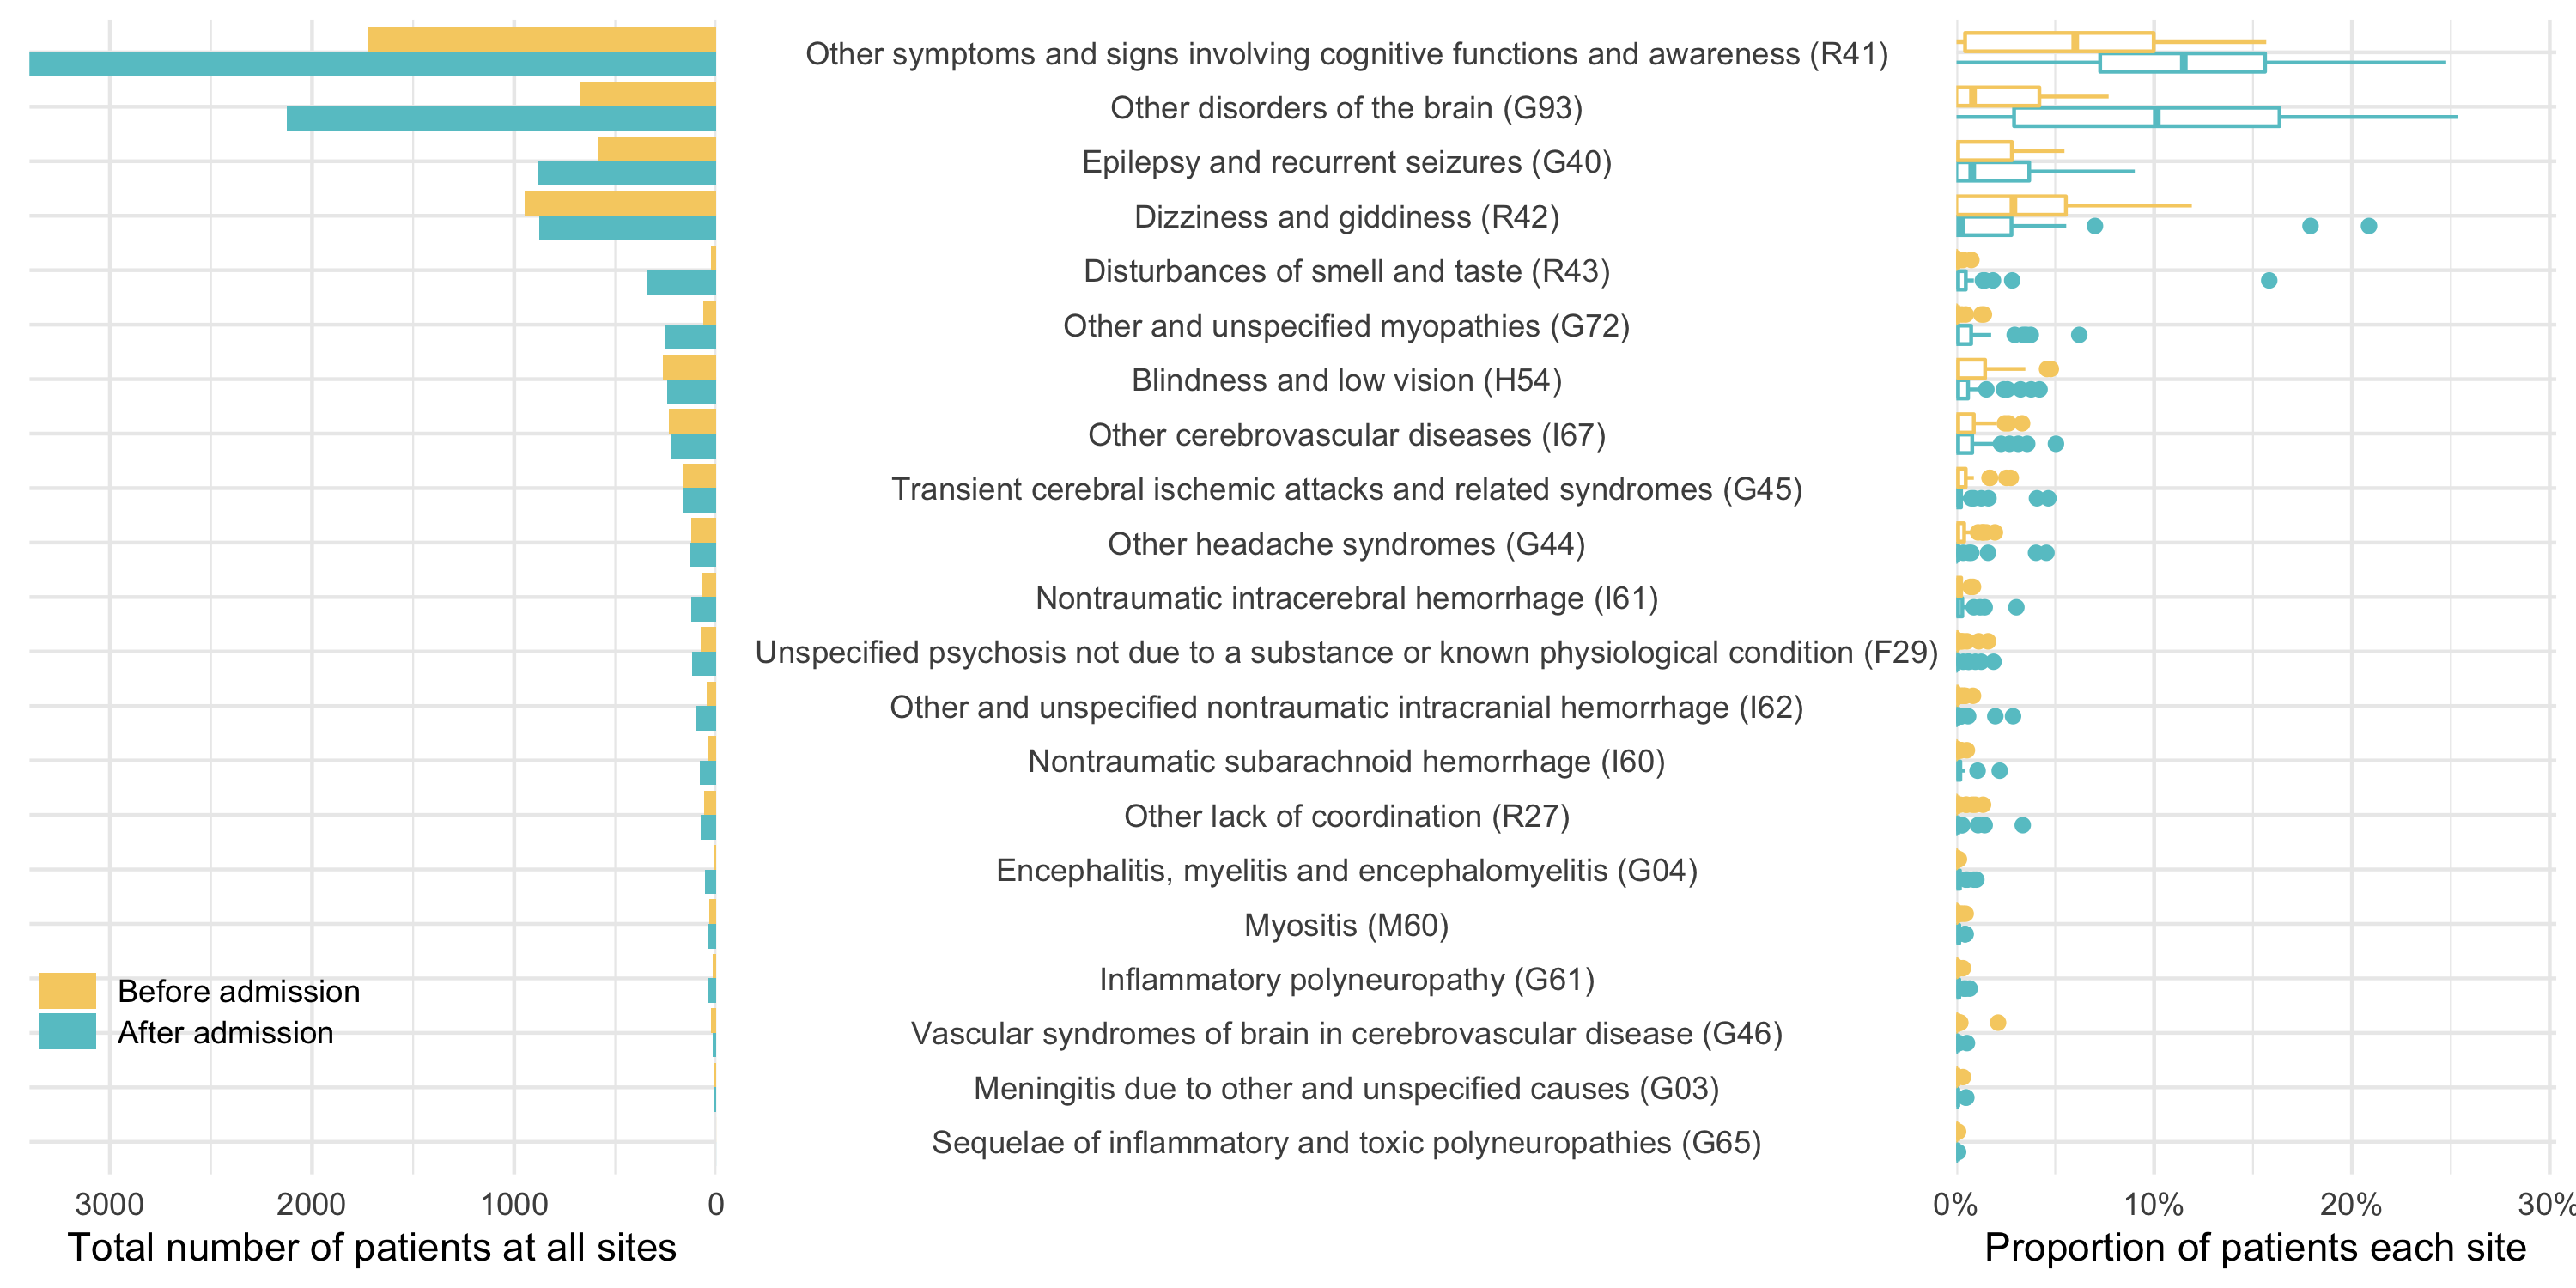 Other symptoms and signs involving cognitive functions and awareness (R41)
Other disorders of the brain (G93)
Epilepsy and recurrent seizures (G40)
Dizziness and giddiness (R42)
Disturbances of smell and taste (R43)
Other and unspecified myopathies (G72)
Blindness and low vision (H54)
Other cerebrovascular diseases (I67)
Transient cerebral ischemic attacks and related syndromes (G45)
Other headache syndromes (G44)
Nontraumatic intracerebral hemorrhage (I61)
Unspecified psychosis not due to a substance or known physiological condition (F29)
Other and unspecified nontraumatic intracranial hemorrhage (I62)
Nontraumatic subarachnoid hemorrhage (I60)
Other lack of coordination (R27)
Encephalitis, myelitis and encephalomyelitis (G04)
Myositis (M60)
Inflammatory polyneuropathy (G61)
Vascular syndromes of brain in cerebrovascular disease (G46)
Meningitis due to other and unspecified causes (G03)
Sequelae of inflammatory and toxic polyneuropathies (G65)
Before admission
After admission
3000 2000 1000 0
Total number of patients at all sites
0% 10% 20% 30%
Proportion of patients each site